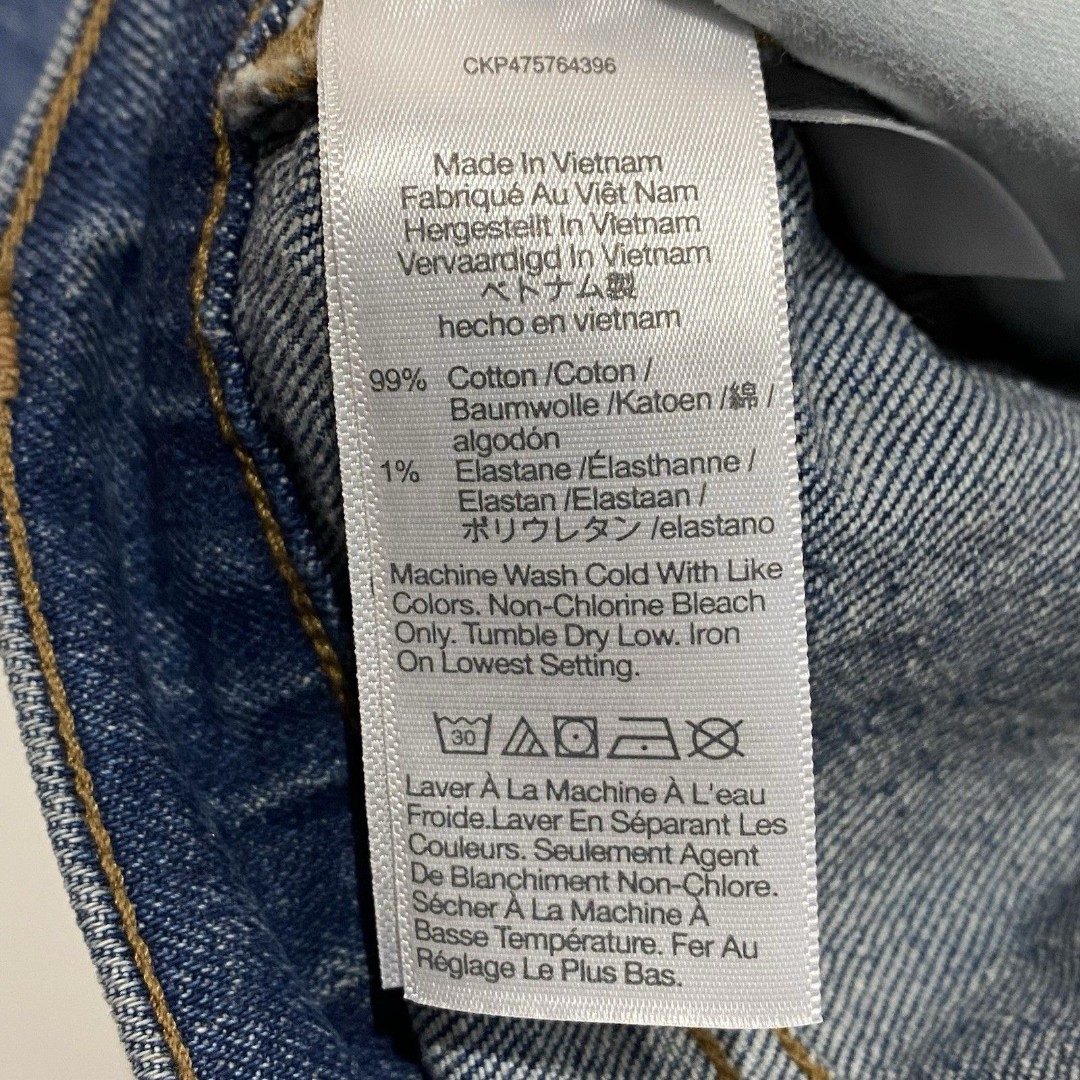 CKP475764396
Made In Vietnam
Fabriqué Au Viêt Nam
Hergestellt In Vietnam
Vervaardigd In Vietnam
ベトナム製
hecho en vietnam
99% Cotton /Coton /
Baumwolle /Katoen /綿 /
algodón
1% Elastane /Élasthanne /
Elastan /Elastaan /
ポリウレタン /elastano
Machine Wash Cold With Like
Colors. Non-Chlorine Bleach
Only. Tumble Dry Low. Iron
On Lowest Setting.
30
Laver À La Machine À L'eau
Froide.Laver En Séparant Les
Couleurs. Seulement Agent
De Blanchiment Non-Chlore.
Sécher À La Machine À
Basse Température. Fer Au
Réglage Le Plus Bas.